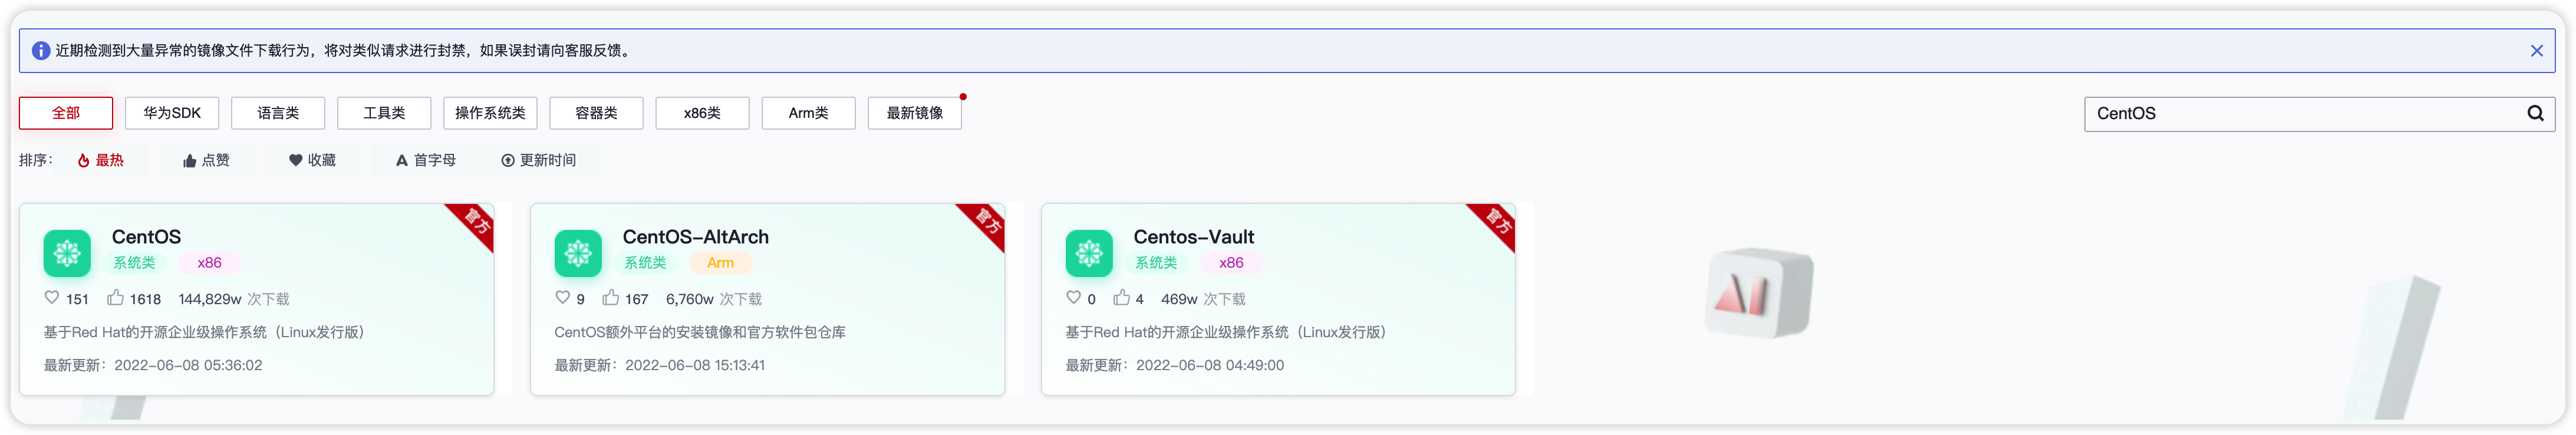 近期检测到大量异常的镜像文件下载行为，将对类似请求进行封禁，如果误封请向客服反馈。
全部 华为SDK 语言类 工具类 操作系统类 容器类 x86类 Arm类 最新镜像 CentOS
排序： 最热 点赞 收藏 首字母 更新时间
CentOS
官方
系统类 x86
151 1618 144,829w 次下载
基于Red Hat的开源企业级操作系统（Linux发行版）
最新更新：2022-06-08 05:36:02
CentOS-AltArch
官方
系统类 Arm
9 167 6,760w 次下载
CentOS额外平台的安装镜像和官方软件包仓库
最新更新：2022-06-08 15:13:41
Centos-Vault
官方
系统类 x86
0 4 469w 次下载
基于Red Hat的开源企业级操作系统（Linux发行版）
最新更新：2022-06-08 04:49:00
AI